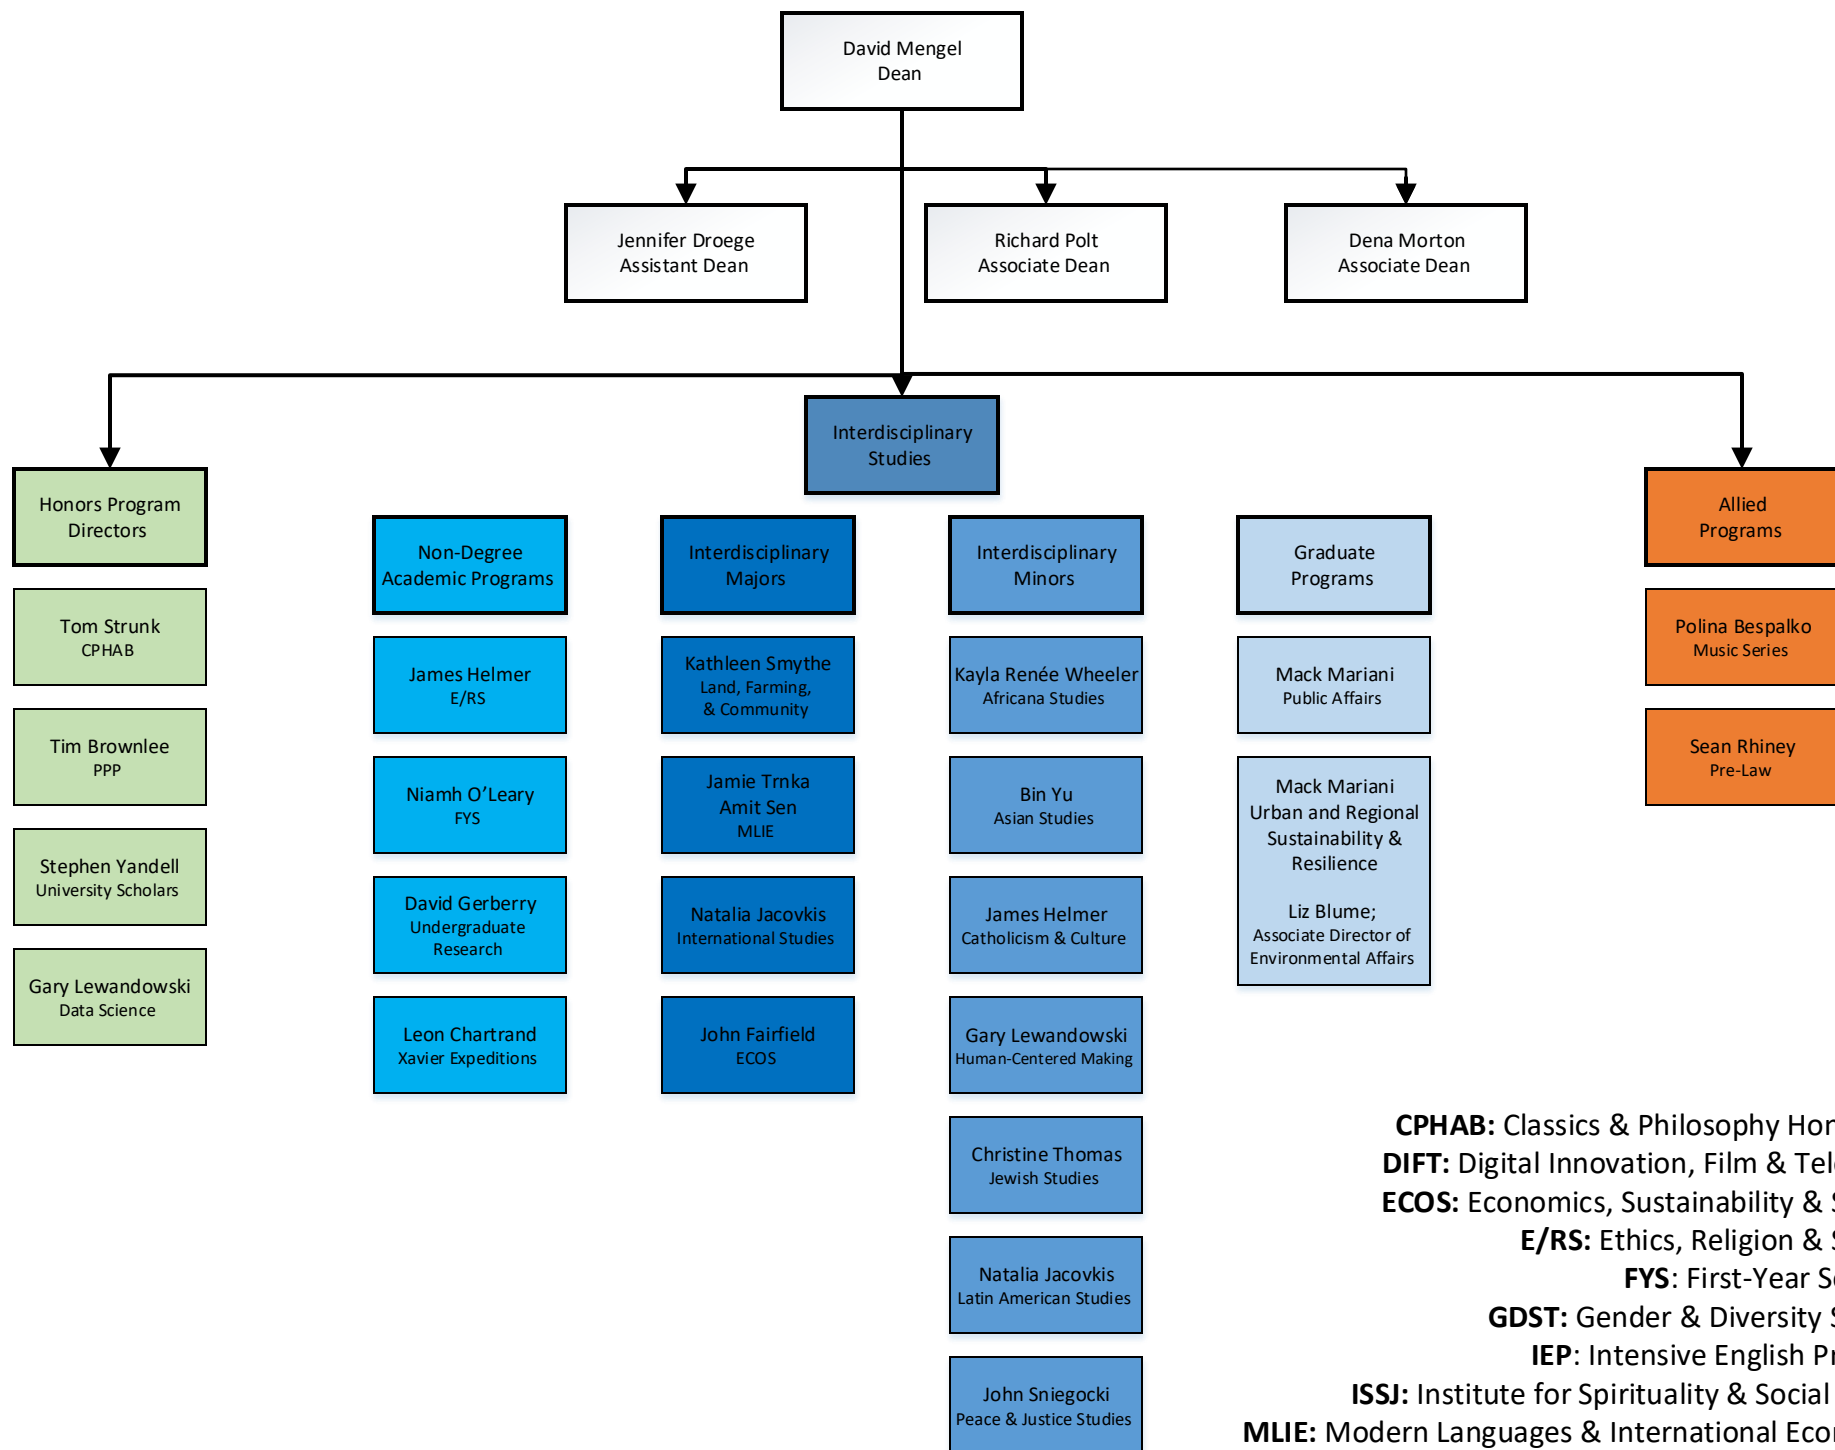 David Mengel
Dean
Jennifer Droege
Assistant Dean
Richard Polt
Associate Dean
Dena Morton
Associate Dean
Interdisciplinary
Studies
Honors Program
Directors
Tom Strunk
CPHAB
Tim Brownlee
PPP
Stephen Yandell
University Scholars
Gary Lewandowski
Data Science
Non-Degree
Academic Programs
James Helmer
E/RS
Niamh O’Leary
FYS
David Gerberry
Undergraduate
Research
Leon Chartrand
Xavier Expeditions
Interdisciplinary
Majors
Kathleen Smythe
Land, Farming,
& Community
Jamie Trnka
Amit Sen
MLIE
Natalia Jacovkis
International Studies
John Fairfield
ECOS
Interdisciplinary
Minors
Kayla Renée Wheeler
Africana Studies
Bin Yu
Asian Studies
James Helmer
Catholicism & Culture
Gary Lewandowski
Human-Centered Making
Christine Thomas
Jewish Studies
Natalia Jacovkis
Latin American Studies
John Sniegocki
Peace & Justice Studies
Graduate
Programs
Mack Mariani
Public Affairs
Mack Mariani
Urban and Regional
Sustainability &
Resilience
Liz Blume;
Associate Director of
Environmental Affairs
Allied
Programs
Polina Bespalko
Music Series
Sean Rhiney
Pre-Law
CPHAB: Classics & Philosophy
DIFT: Digital Innovation, Film &
ECOS: Economics, Sustainability &
E/RS: Ethics, Religion &
FYS: First-Year
GDST: Gender & Diversity
IEP: Intensive English
ISSJ: Institute for Spirituality & Social
MLIE: Modern Languages & International